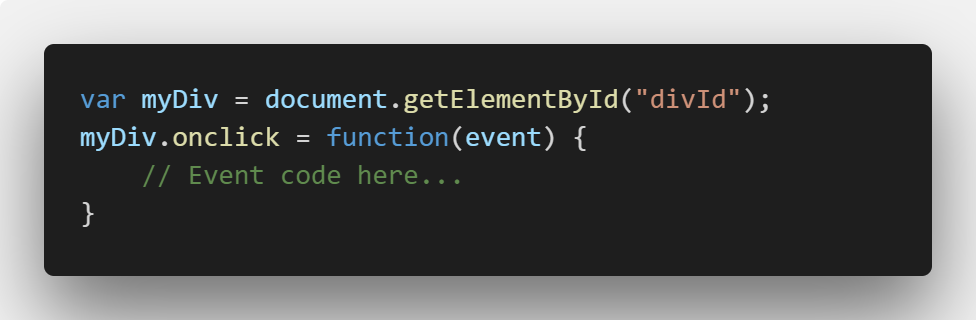 var myDiv = document.getElementById("divId");
myDiv.onclick = function(event) {
    // Event code here...
}